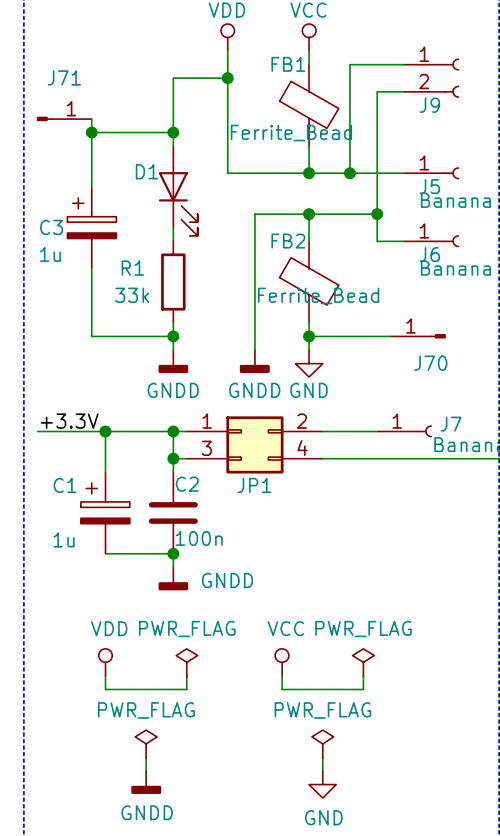 VDD VCC
J71
1
FB1
Ferrite_Bead
1
2
J9
D1
1
J5
Banana
C3
1u
+
R1
33k
FB2
Ferrite_Bead
1
J6
Banana
1
J70
GNDD GNDD GND
+3.3V
1 2
3 4
JP1
1
J7
Banan
C1
+
1u
C2
100n
GNDD
VDD PWR_FLAG VCC PWR_FLAG
PWR_FLAG PWR_FLAG
GNDD GND